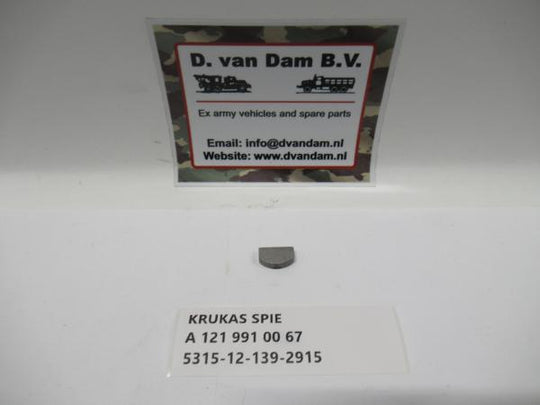 D. van Dam B.V.
Ex army vehicles and spare parts
Email: info@dvandam.nl
Website: www.dvandam.nl
KRUKAS SPIE
A 121 991 00 67
5315-12-139-2915